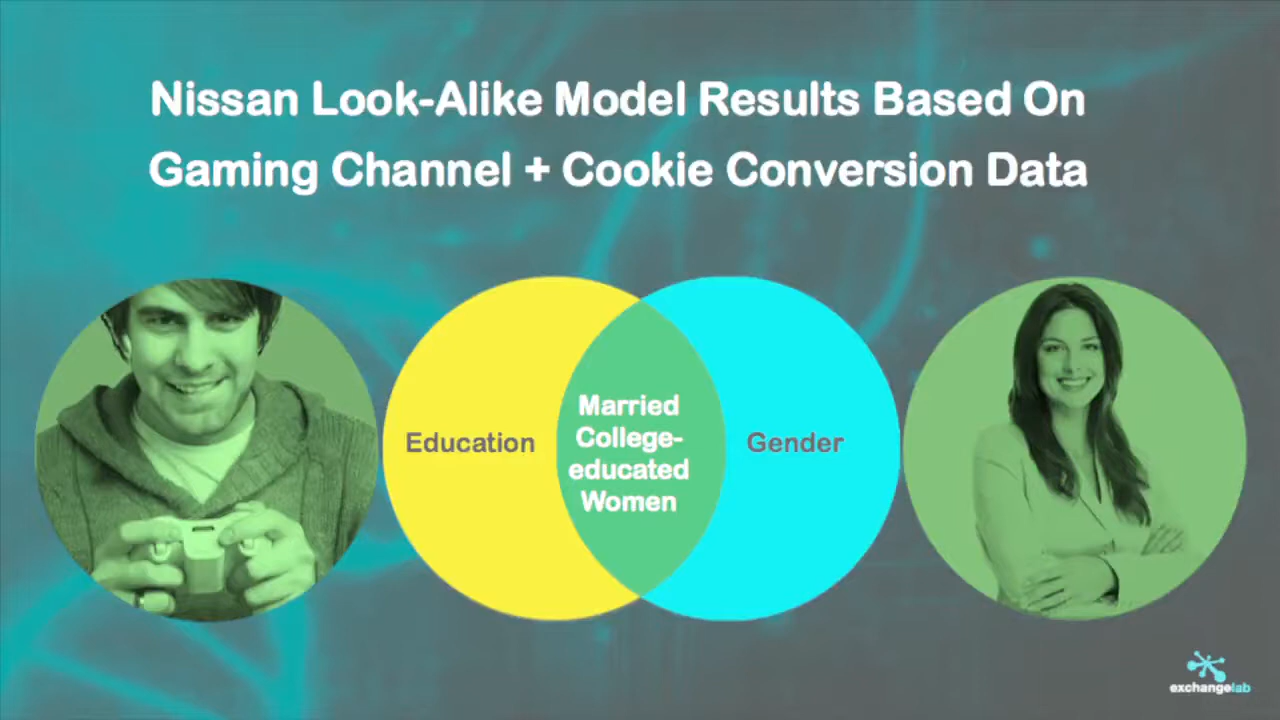 Nissan Look-Alike Model Results Based On
Gaming Channel + Cookie Conversion Data
Education
Married
College-
educated
Women
Gender
exchangelab